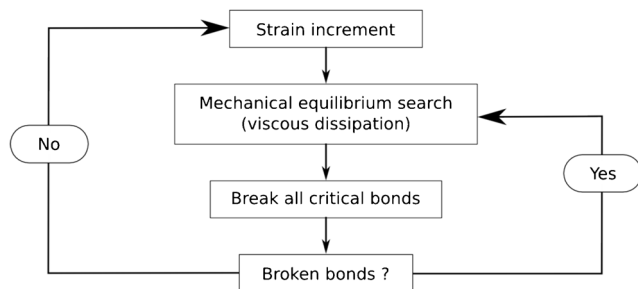 Strain increment
Mechanical equilibrium search
(viscous dissipation)
No
Yes
Break all critical bonds
Broken bonds ?